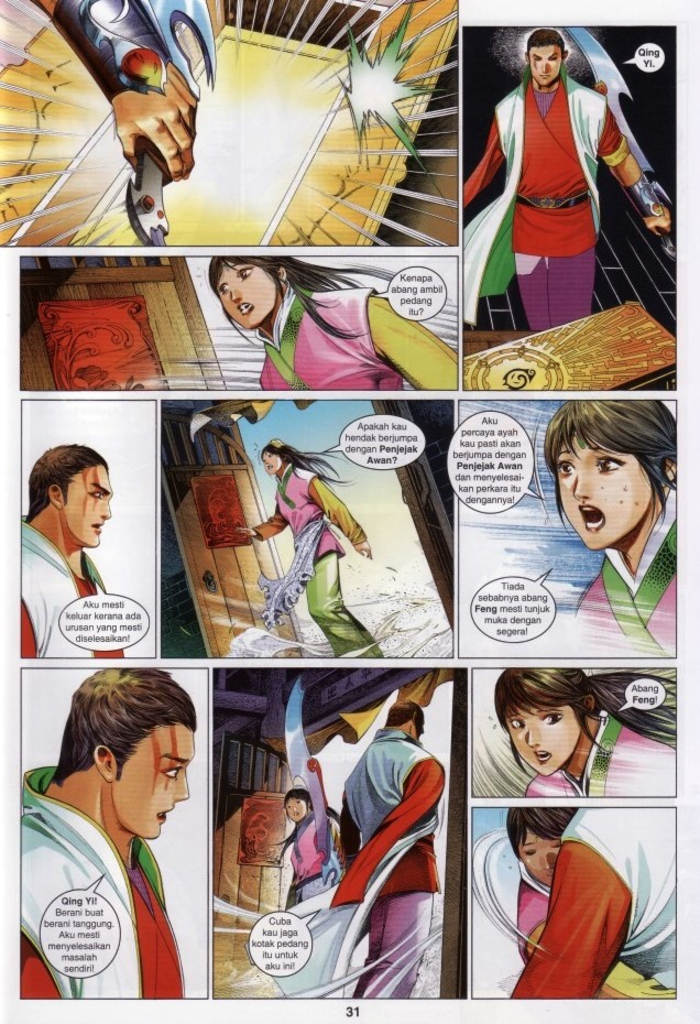 Qing
Yi.
Kenapa
abang ambil
pedang
itu?
Aku mesti
keluar kerana ada
urusan yang mesti
diselesaikan!
Apakah kau
hendak berjumpa
dengan Penjejak
Awan?
Aku
percaya ayah
kau pasti akan
berjumpa dengan
Penjejak Awan
dan menyelesai-
kan perkara itu
dengannya!
Tiada
sebabnya abang
Feng mesti tunjuk
muka dengan
segera!
Qing Yi!
Berani buat
berani tanggung.
Aku mesti
menyelesaikan
masalah
sendiri!
Cuba
kau jaga
kotak pedang
itu untuk
aku ini!
Abang
Feng!
31